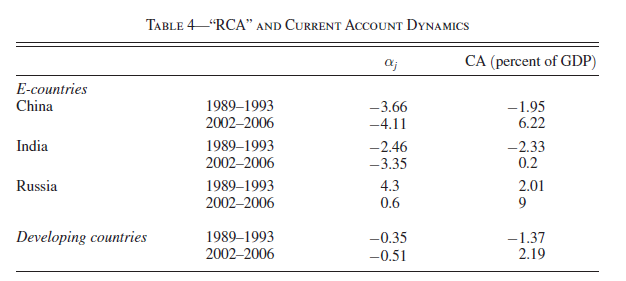 TABLE 4—“RCA” AND CURRENT ACCOUNT DYNAMICS
αj CA (percent of GDP)
E-countries
China 1989–1993 −3.66 −1.95
2002–2006 −4.11 6.22
India 1989–1993 −2.46 −2.33
2002–2006 −3.35 0.2
Russia 1989–1993 4.3 2.01
2002–2006 0.6 9
Developing countries 1989–1993 −0.35 −1.37
2002–2006 −0.51 2.19